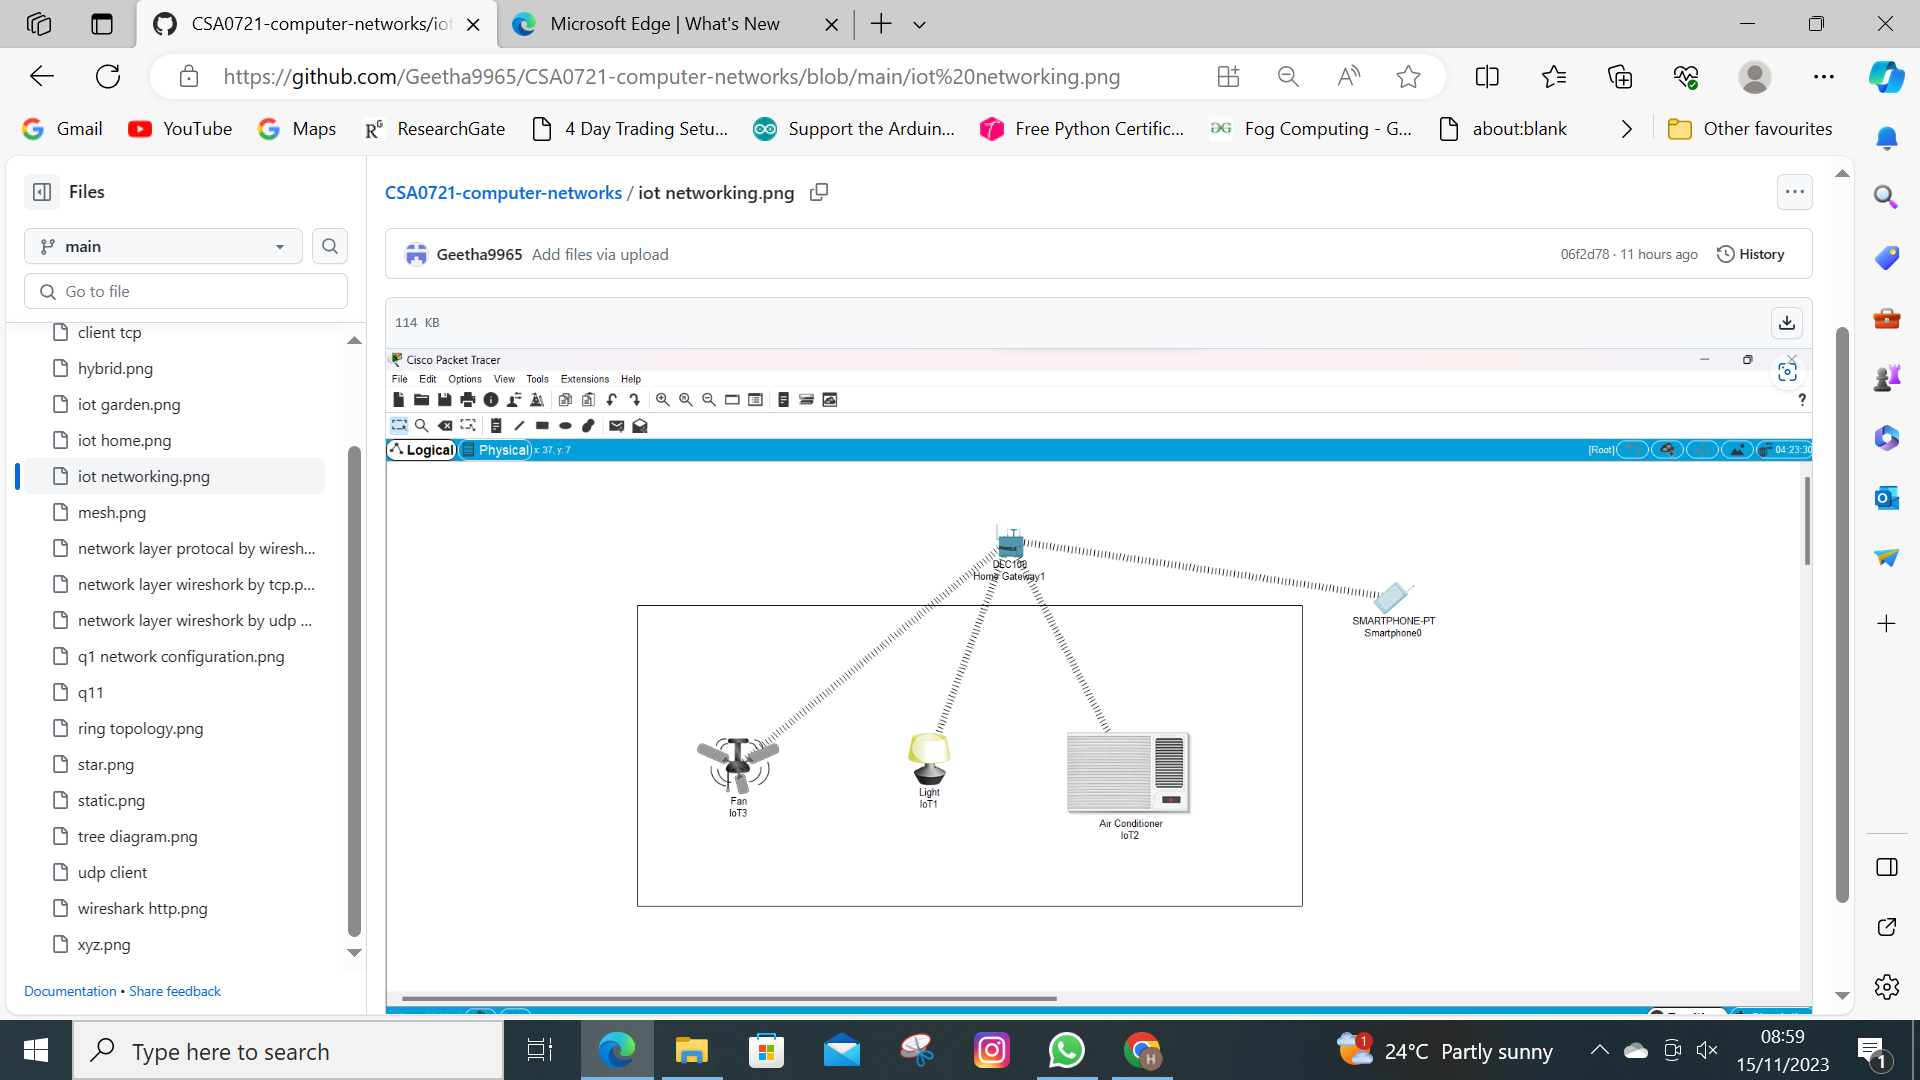 CSA0721-computer-networks/iot
Microsoft Edge | What's New
https://github.com/Geetha9965/CSA0721-computer-networks/blob/main/iot%20networking.png
Gmail
YouTube
Maps
ResearchGate
4 Day Trading Setu...
Support the Arduin...
Free Python Certific...
Fog Computing - G...
about:blank
Other favourites
Files
main
Go to file
client tcp
hybrid.png
iot garden.png
iot home.png
iot networking.png
mesh.png
network layer protocal by wiresh...
network layer wireshork by tcp.p...
network layer wireshork by udp ...
q1 network configuration.png
q11
ring topology.png
star.png
static.png
tree diagram.png
udp client
wireshark http.png
xyz.png
Documentation • Share feedback
CSA0721-computer-networks / iot networking.png
Geetha9965 Add files via upload
06f2d78 · 11 hours ago
History
114 KB
Cisco Packet Tracer
File Edit Options View Tools Extensions Help
Logical
Physical
x: 37, y: 7
[Root]
04:23:30
DLC100
Home Gateway1
SMARTPHONE-PT
Smartphone0
Fan
IoT3
Light
IoT1
Air Conditioner
IoT2
Type here to search
24°C Partly sunny
08:59
15/11/2023
1
1